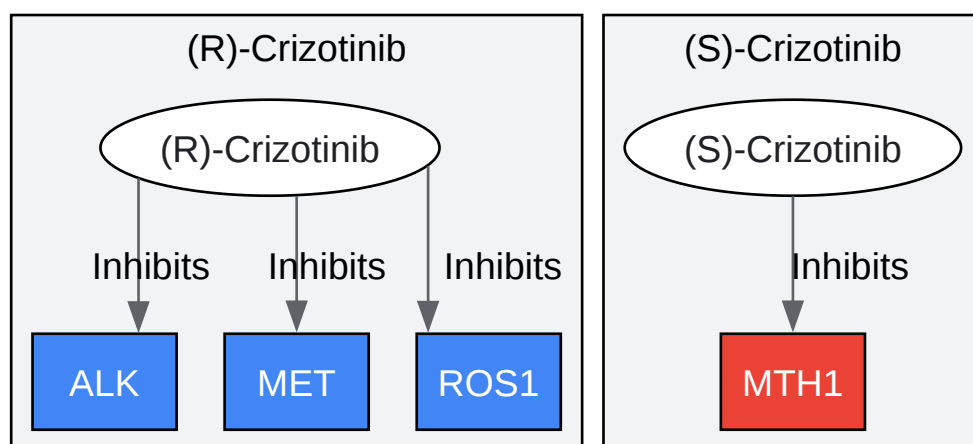 (R)-Crizotinib
(S)-Crizotinib
(R)-Crizotinib
(S)-Crizotinib
Inhibits
Inhibits
Inhibits
Inhibits
ALK
MET
ROS1
MTH1